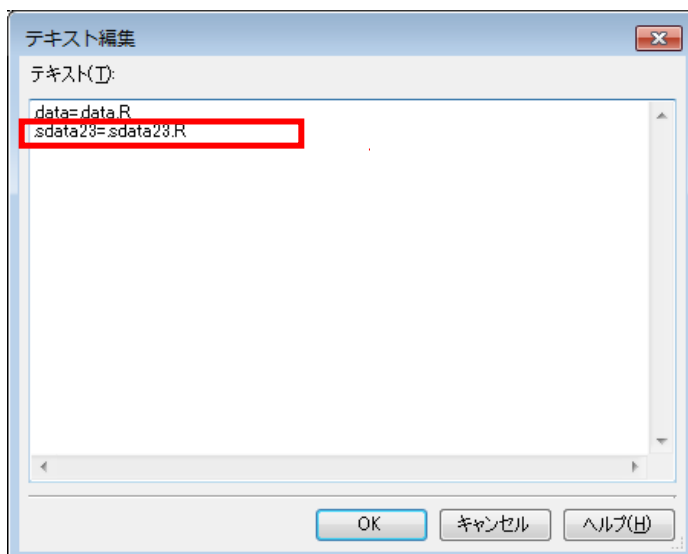 テキスト編集
テキスト(T):
.data=.data.R
.sdata23=.sdata23.R
OK
キャンセル
ヘルプ(H)